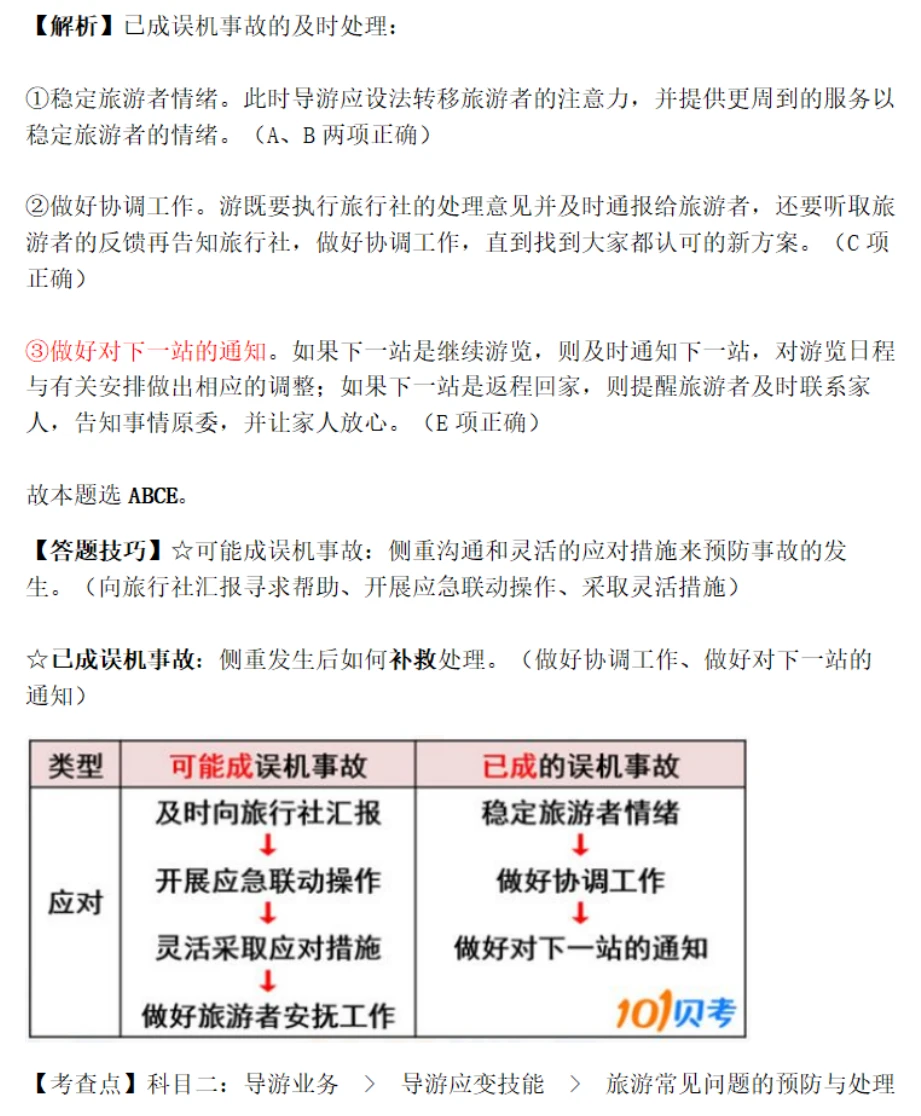 【解析】已成误机事故的及时处理：
①稳定旅游者情绪。此时导游应设法转移旅游者的注意力，并提供更周到的服务以
稳定旅游者的情绪。（A、B 两项正确）
②做好协调工作。游既要执行旅行社的处理意见并及时通报给旅游者，还要听取旅
游者的反馈再告知旅行社，做好协调工作，直到找到大家都认可的新方案。（C 项
正确）
③做好对下一站的通知。如果下一站是继续游览，则及时通知下一站，对游览日程
与有关安排做出相应的调整；如果下一站是返程回家，则提醒旅游者及时联系家
人，告知事情原委，并让家人放心。（E 项正确）
故本题选 ABCE。
【答题技巧】☆可能成误机事故：侧重沟通和灵活的应对措施来预防事故的发
生。（向旅行社汇报寻求帮助、开展应急联动操作、采取灵活措施）
☆已成误机事故：侧重发生后如何补救处理。（做好协调工作、做好对下一站的
通知）
类型 可能成误机事故 已成的误机事故
应对
及时向旅行社汇报
↓
开展应急联动操作
↓
灵活采取应对措施
↓
做好旅游者安抚工作
稳定旅游者情绪
↓
做好协调工作
↓
做好对下一站的通知
101贝考
【考查点】科目二：导游业务 > 导游应变技能 > 旅游常见问题的预防与处理